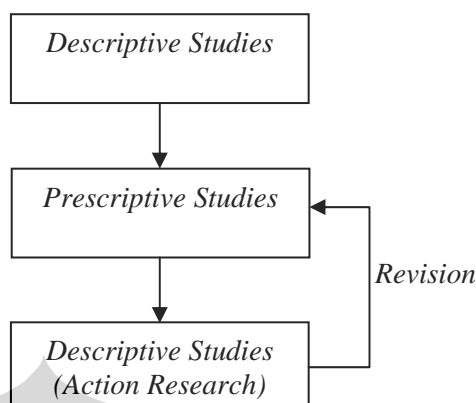 Descriptive Studies
Prescriptive Studies
Revision
Descriptive Studies
(Action Research)